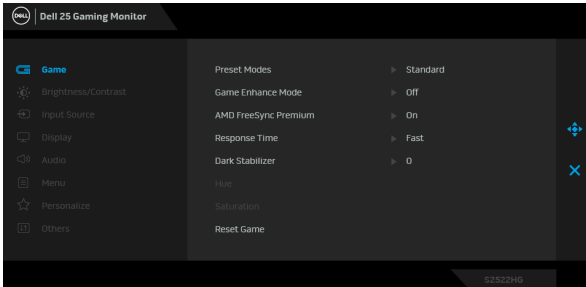 DELL Dell 25 Gaming Monitor
Game
Preset Modes Standard
Brightness/Contrast
Game Enhance Mode Off
Input Source
AMD FreeSync Premium On
Display
Response Time Fast
Audio
Dark Stabilizer 0
Menu
Hue
Personalize
Saturation
Others
Reset Game
S2522HG